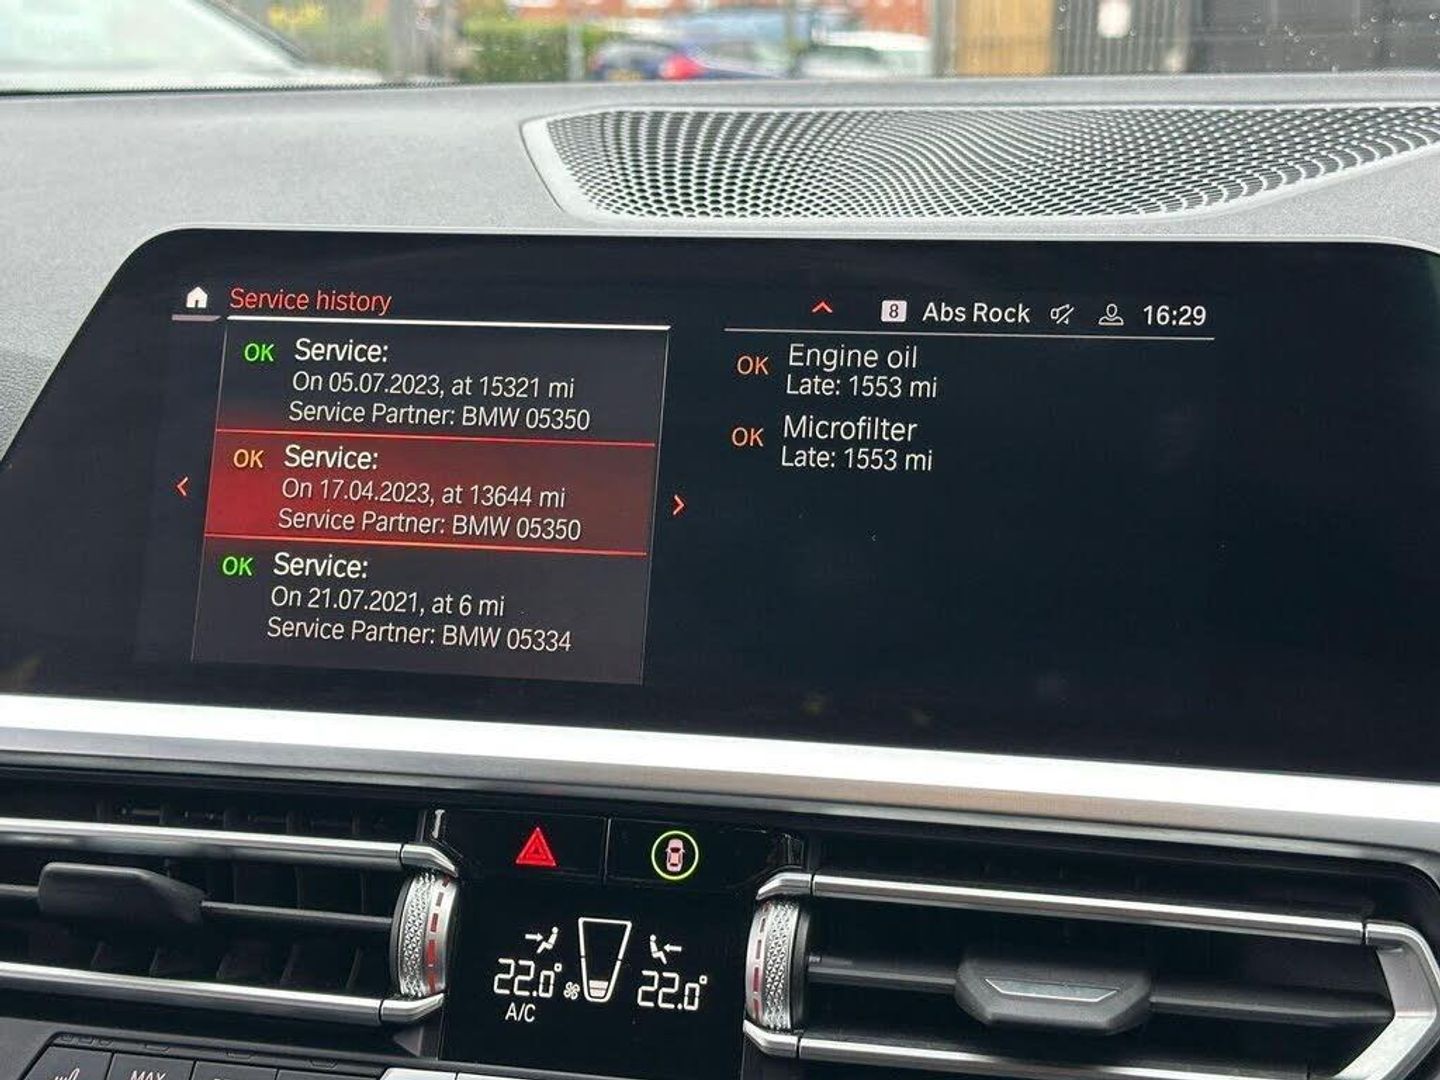 Service history
8 Abs Rock 16:29
OK Service:
On 05.07.2023, at 15321 mi
Service Partner: BMW 05350
OK Service:
On 17.04.2023, at 13644 mi
Service Partner: BMW 05350
OK Service:
On 21.07.2021, at 6 mi
Service Partner: BMW 05334
OK Engine oil
Late: 1553 mi
OK Microfilter
Late: 1553 mi
22.0° 22.0°
A/C
MAX